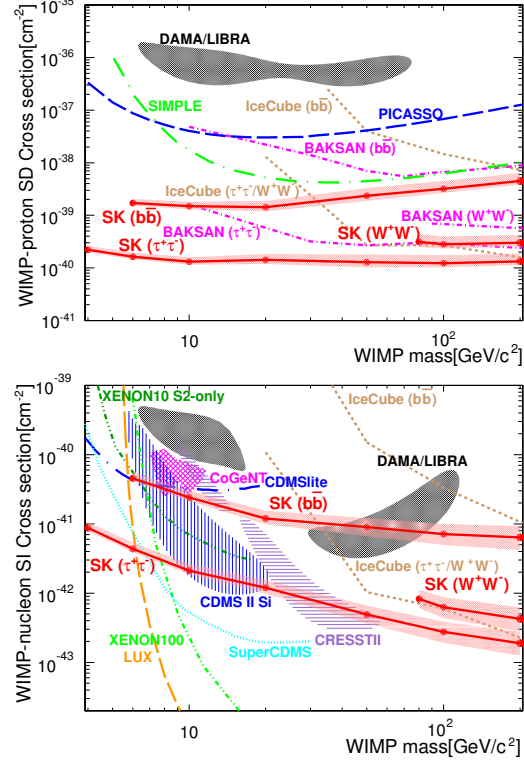 WIMP-proton SD Cross section[cm⁻²]
10⁻³⁵
10⁻³⁶
10⁻³⁷
10⁻³⁸
10⁻³⁹
10⁻⁴⁰
10⁻⁴¹
DAMA/LIBRA
SIMPLE
IceCube (bb̄)
PICASSO
BAKSAN (bb̄)
IceCube (τ⁺τ⁻/W⁺W⁻)
SK (bb̄)
BAKSAN (τ⁺τ⁻)
BAKSAN (W⁺W⁻)
SK (W⁺W⁻)
SK (τ⁺τ⁻)
10
10²
WIMP mass[GeV/c²]
WIMP-nucleon SI Cross section[cm⁻²]
10⁻³⁹
10⁻⁴⁰
10⁻⁴¹
10⁻⁴²
10⁻⁴³
XENON10 S2-only
IceCube (bb̄)
DAMA/LIBRA
CoGeNT
CDMSlite
SK (bb̄)
SK (τ⁺τ⁻)
IceCube (τ⁺τ⁻/W⁺W⁻)
SK (W⁺W⁻)
CDMS II Si
XENON100
CRESSTII
SuperCDMS
LUX
10
10²
WIMP mass[GeV/c²]